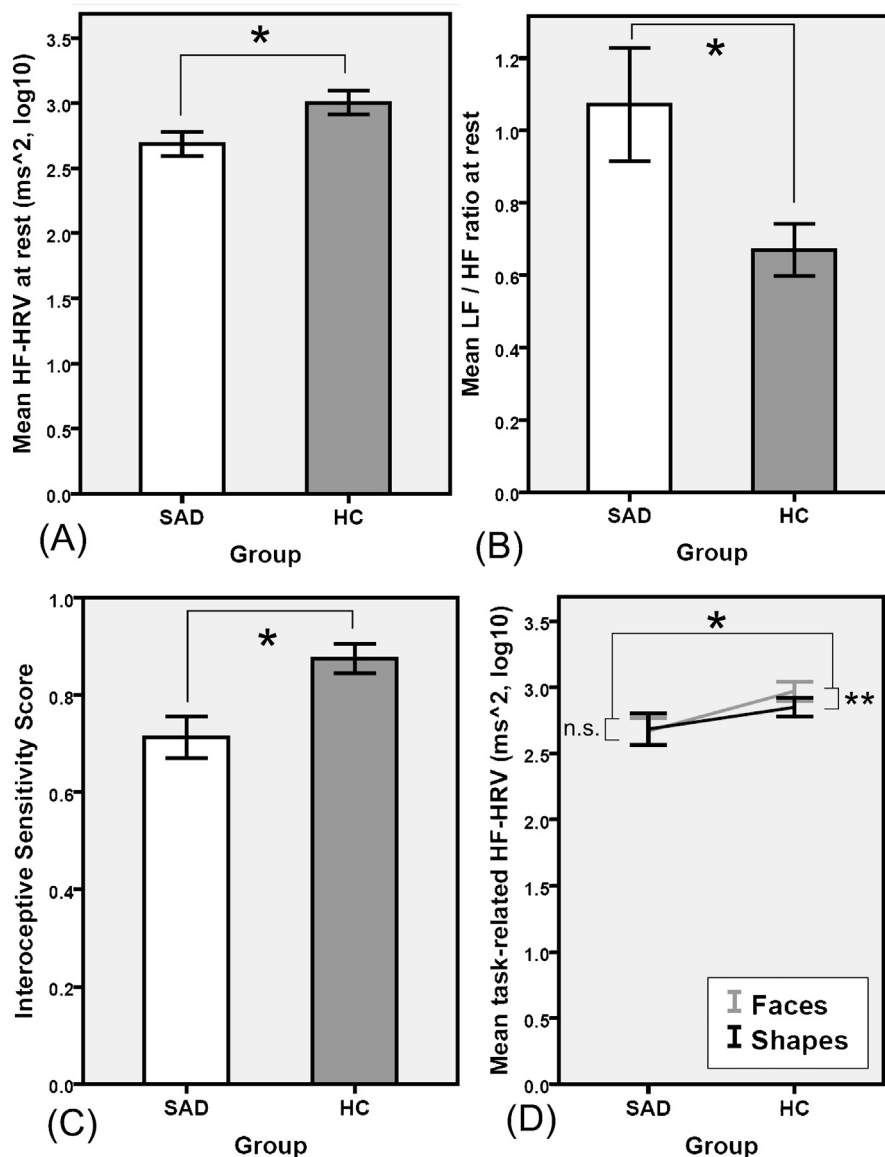 Mean HF-HRV at rest (ms^2, log10)
3.5
3.0
2.5
2.0
1.5
1.0
0.5
0.0
*
SAD
HC
Group
(A)
Mean LF / HF ratio at rest
1.2
1.0
0.8
0.6
0.4
0.2
0.0
*
SAD
HC
Group
(B)
Interoceptive Sensitivity Score
1.0
0.8
0.6
0.4
0.2
0.0
*
SAD
HC
Group
(C)
Mean task-related HF-HRV (ms^2, log10)
3.5
3.0
2.5
2.0
1.5
1.0
0.5
0.0
*
n.s.
**
Faces
Shapes
SAD
HC
Group
(D)